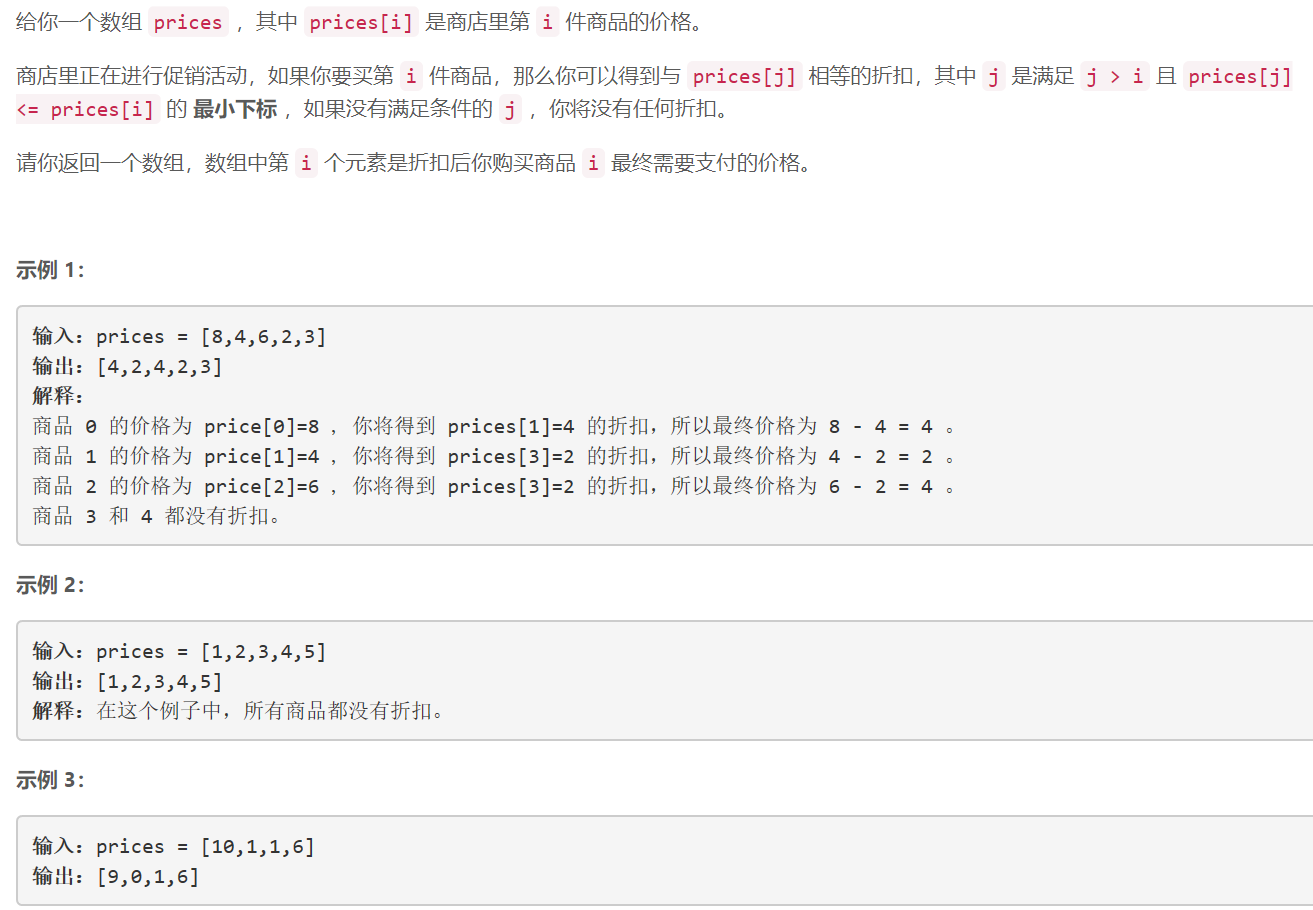 给你一个数组 prices ，其中 prices[i] 是商店里第 i 件商品的价格。
商店里正在进行促销活动，如果你要买第 i 件商品，那么你可以得到与 prices[j] 相等的折扣，其中 j 是满足 j > i 且 prices[j]
<= prices[i] 的 最小下标 ，如果没有满足条件的 j ，你将没有任何折扣。
请你返回一个数组，数组中第 i 个元素是折扣后你购买商品 i 最终需要支付的价格。
示例 1：
输入：prices = [8,4,6,2,3]
输出：[4,2,4,2,3]
解释：
商品 0 的价格为 price[0]=8 ，你将得到 prices[1]=4 的折扣，所以最终价格为 8 - 4 = 4 。
商品 1 的价格为 price[1]=4 ，你将得到 prices[3]=2 的折扣，所以最终价格为 4 - 2 = 2 。
商品 2 的价格为 price[2]=6 ，你将得到 prices[3]=2 的折扣，所以最终价格为 6 - 2 = 4 。
商品 3 和 4 都没有折扣。
示例 2：
输入：prices = [1,2,3,4,5]
输出：[1,2,3,4,5]
解释：在这个例子中，所有商品都没有折扣。
示例 3：
输入：prices = [10,1,1,6]
输出：[9,0,1,6]